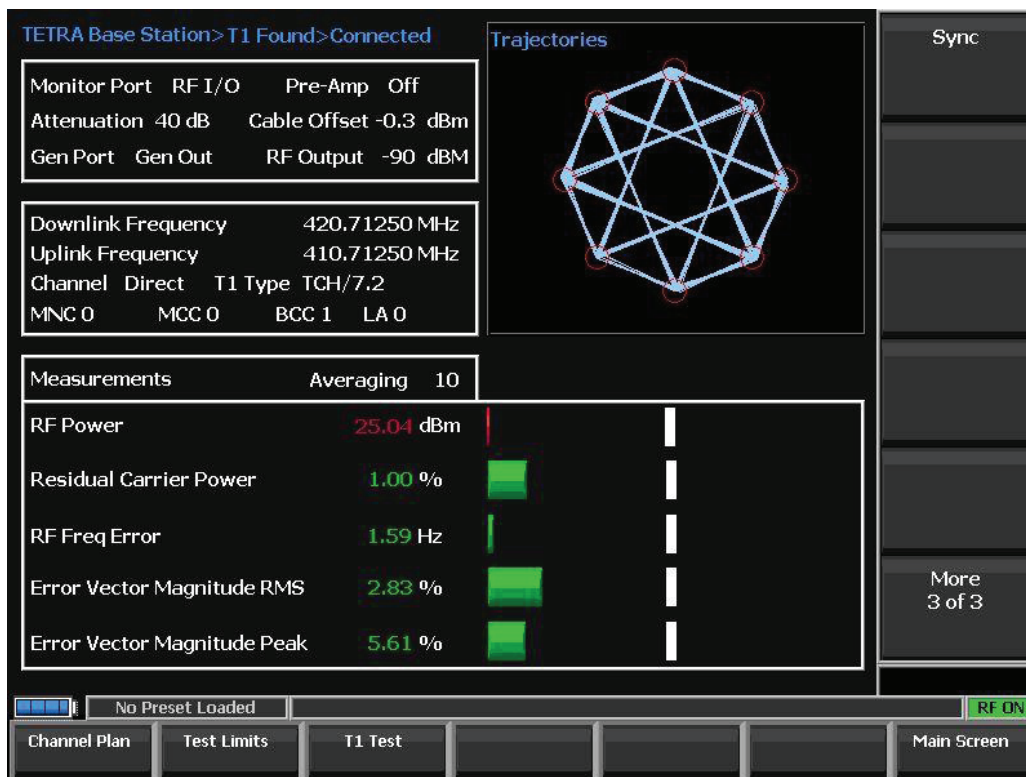 TETRA Base Station>T1 Found>Connected
Trajectories
Sync
Monitor Port RF I/O Pre-Amp Off
Attenuation 40 dB Cable Offset -0.3 dBm
Gen Port Gen Out RF Output -90 dBM
Downlink Frequency 420.71250 MHz
Uplink Frequency 410.71250 MHz
Channel Direct T1 Type TCH/7.2
MNC 0 MCC 0 BCC 1 LA 0
Measurements Averaging 10
RF Power 25.04 dBm
Residual Carrier Power 1.00 %
RF Freq Error 1.59 Hz
Error Vector Magnitude RMS 2.83 %
Error Vector Magnitude Peak 5.61 %
More
3 of 3
No Preset Loaded
RF ON
Channel Plan Test Limits T1 Test Main Screen